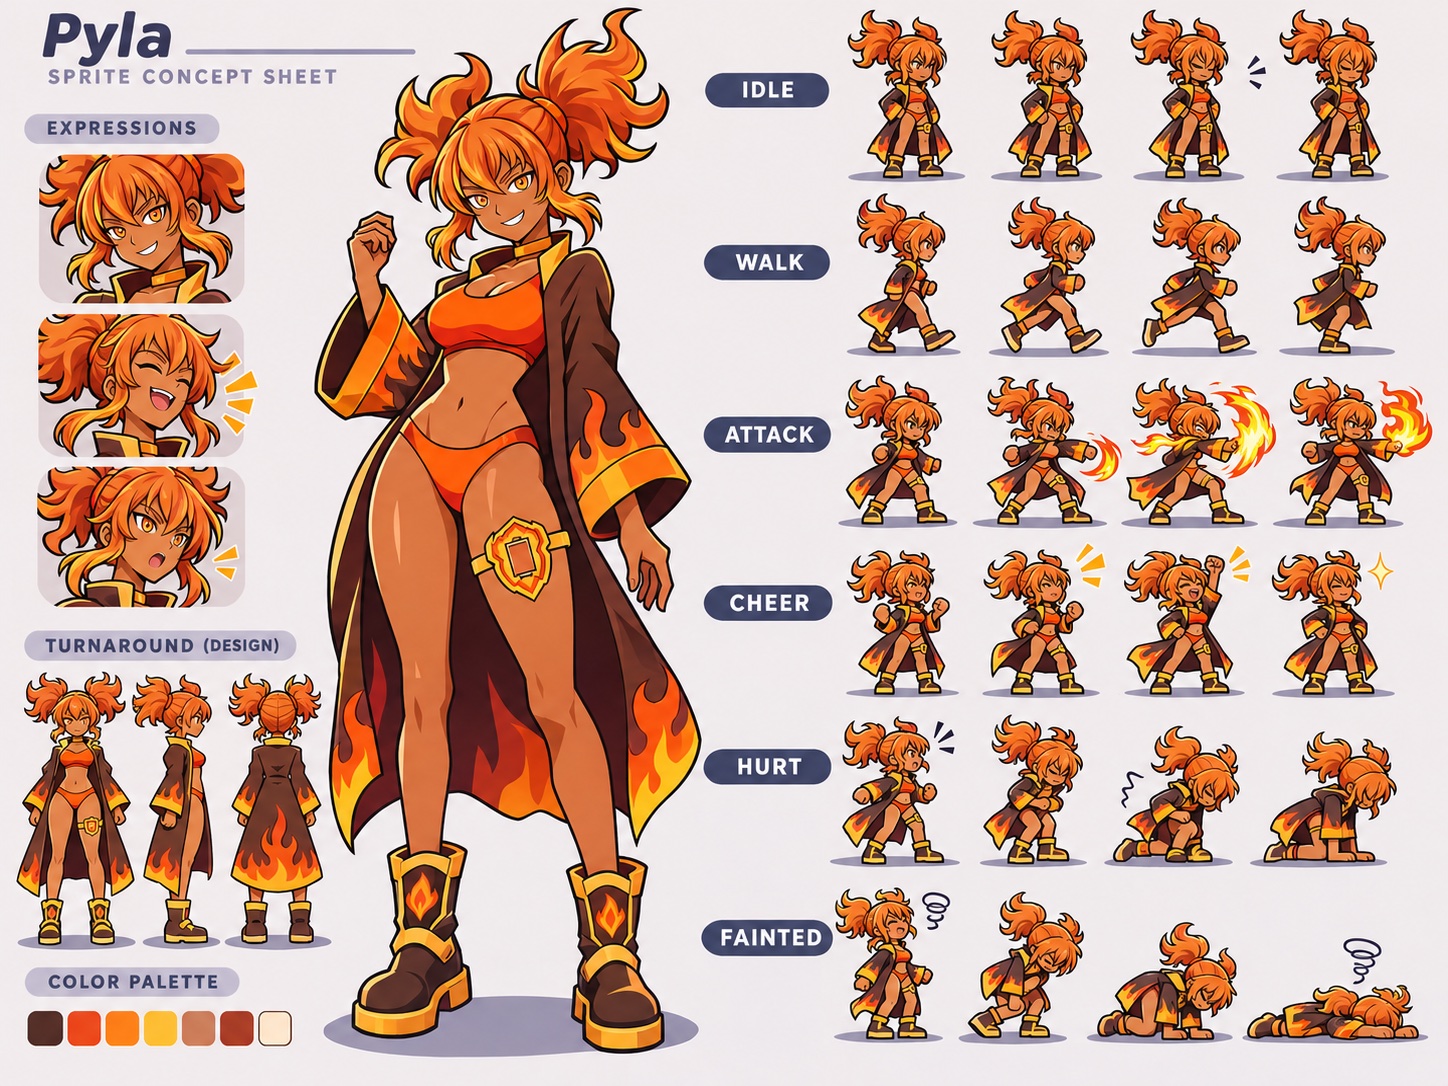 Pyla
SPRITE CONCEPT SHEET
EXPRESSIONS
TURNAROUND (DESIGN)
COLOR PALETTE
IDLE
WALK
ATTACK
CHEER
HURT
FAINTED